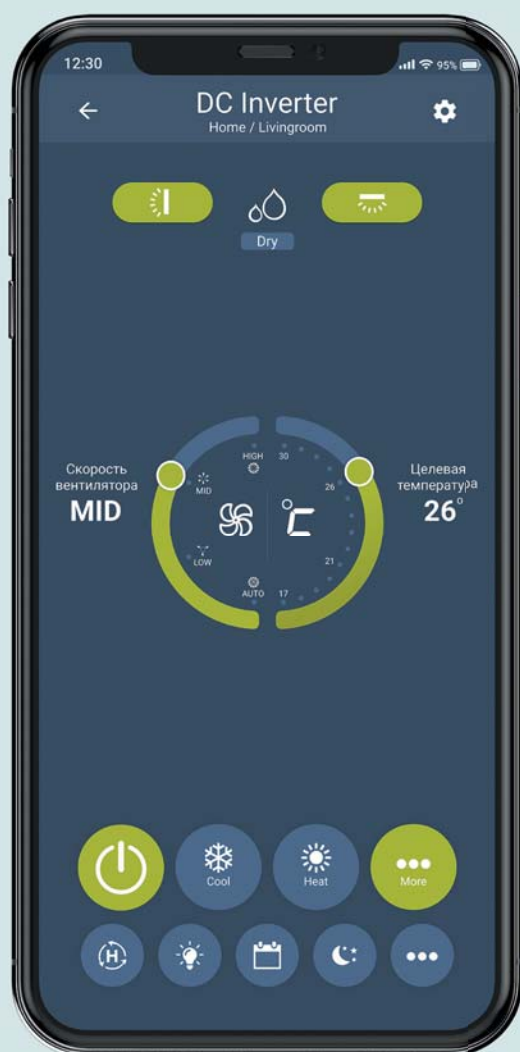 12:30
95%
DC Inverter
Home / Livingroom
Dry
Скорость
вентилятора
MID
Целевая
температура
26°
HIGH
30
MID
26
°C
LOW
21
AUTO
17
Cool
Heat
More
H